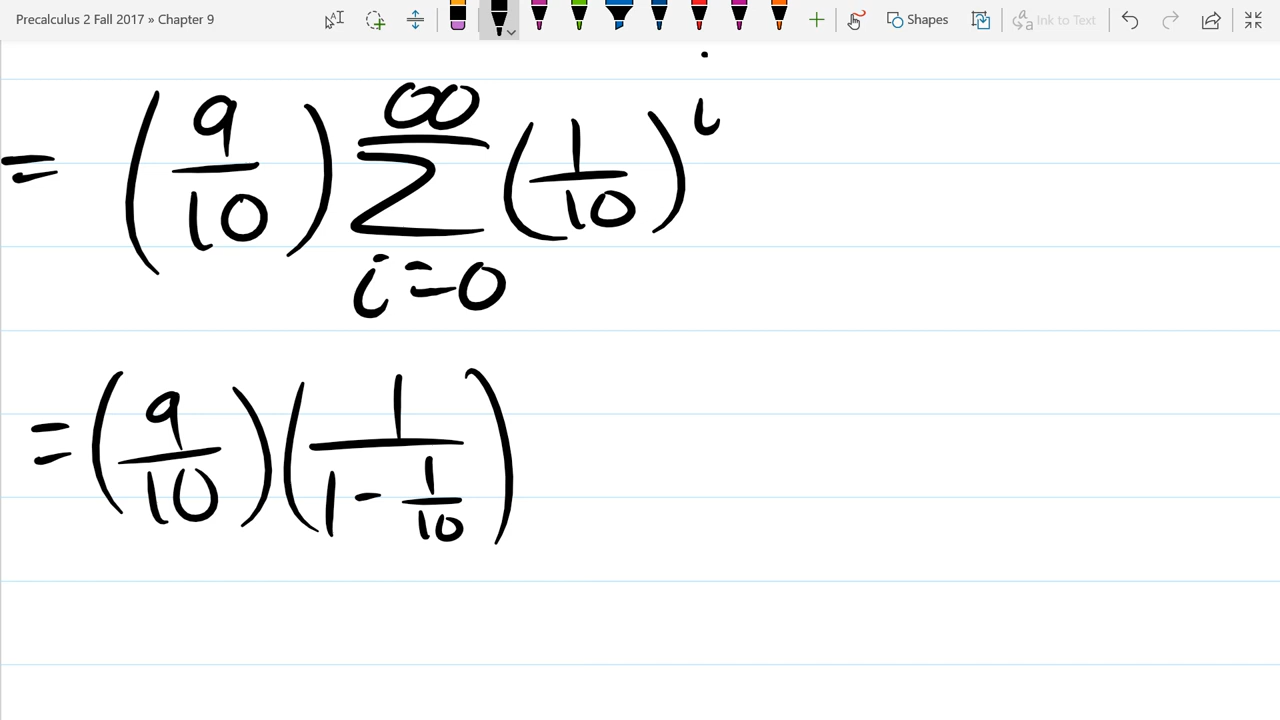 Precalculus 2 Fall 2017 » Chapter 9
Shapes
Ink to Text
= (9/10) ∞ Σ i=0 (1/10)^i
= (9/10)(1/(1 - 1/10))